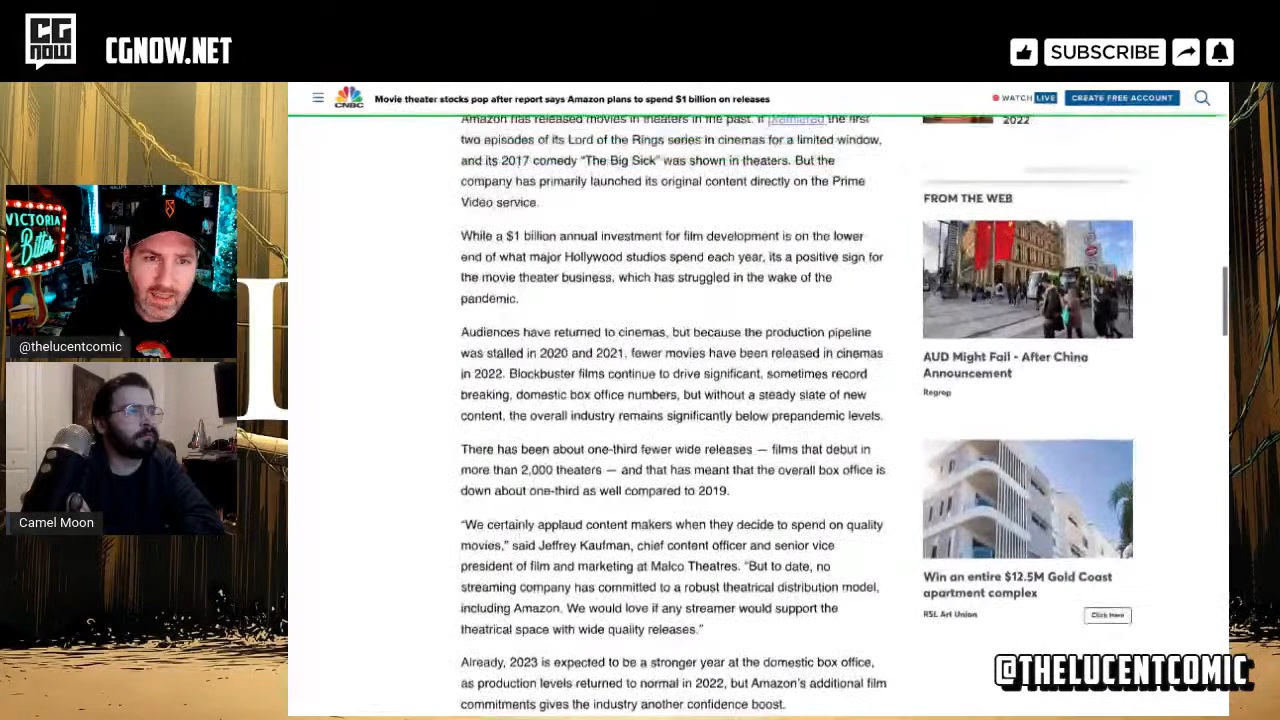 CG
NOW
CGNOW.NET
SUBSCRIBE
CNBC
Movie theater stocks pop after report says Amazon plans to spend $1 billion on releases
WATCH LIVE
CREATE FREE ACCOUNT
Amazon has released movies in theaters in the past. It premiered the first
two episodes of its Lord of the Rings series in cinemas for a limited window,
and its 2017 comedy “The Big Sick” was shown in theaters. But the
company has primarily launched its original content directly on the Prime
Video service.
While a $1 billion annual investment for film development is on the lower
end of what major Hollywood studios spend each year, its a positive sign for
the movie theater business, which has struggled in the wake of the
pandemic.
Audiences have returned to cinemas, but because the production pipeline
was stalled in 2020 and 2021, fewer movies have been released in cinemas
in 2022. Blockbuster films continue to drive significant, sometimes record
breaking, domestic box office numbers, but without a steady slate of new
content, the overall industry remains significantly below prepandemic levels.
There has been about one-third fewer wide releases — films that debut in
more than 2,000 theaters — and that has meant that the overall box office is
down about one-third as well compared to 2019.
“We certainly applaud content makers when they decide to spend on quality
movies,” said Jeffrey Kaufman, chief content officer and senior vice
president of film and marketing at Malco Theatres. “But to date, no
streaming company has committed to a robust theatrical distribution model,
including Amazon. We would love if any streamer would support the
theatrical space with wide quality releases.”
Already, 2023 is expected to be a stronger year at the domestic box office,
as production levels returned to normal in 2022, but Amazon’s additional film
commitments gives the industry another confidence boost.
2022
FROM THE WEB
AUD Might Fail - After China
Announcement
Regrop
Win an entire $12.5M Gold Coast
apartment complex
RSL Art Union
Click Here
VICTORIA
Bitter
@thelucentcomic
Camel Moon
@THELUCENTCOMIC